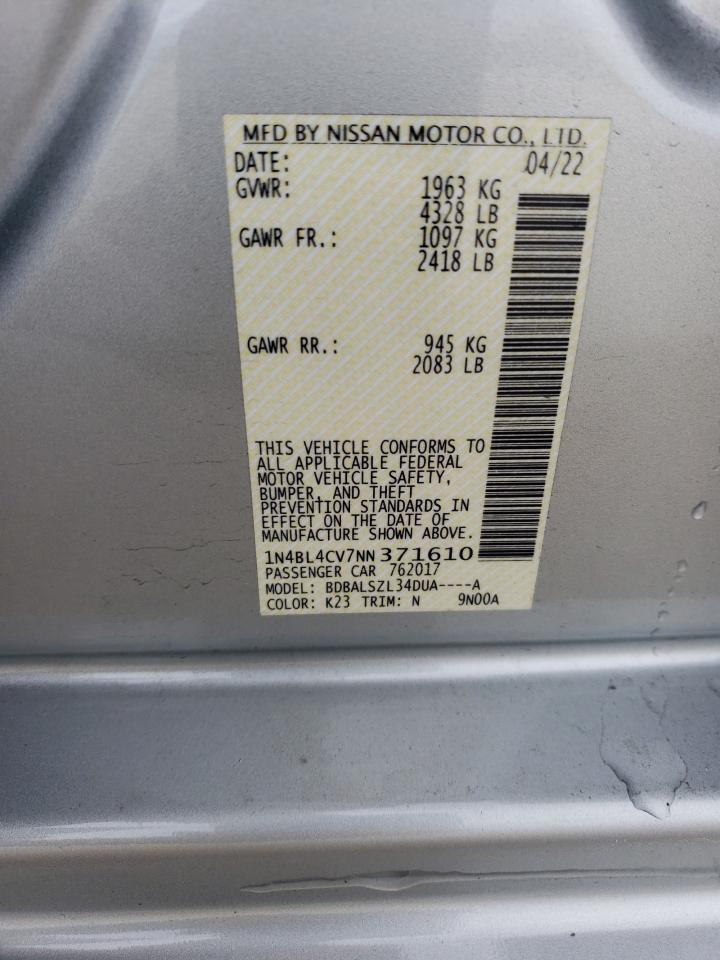 MFD BY NISSAN MOTOR CO., LTD.
DATE: 04/22
GVWR: 1963 KG
4328 LB
GAWR FR.: 1097 KG
2418 LB
GAWR RR.: 945 KG
2083 LB
THIS VEHICLE CONFORMS TO
ALL APPLICABLE FEDERAL
MOTOR VEHICLE SAFETY,
BUMPER, AND THEFT
PREVENTION STANDARDS IN
EFFECT ON THE DATE OF
MANUFACTURE SHOWN ABOVE.
1N4BL4CV7NN371610
PASSENGER CAR 762017
MODEL: BDBALSZL34DUA----A
COLOR: K23 TRIM: N 9N00A